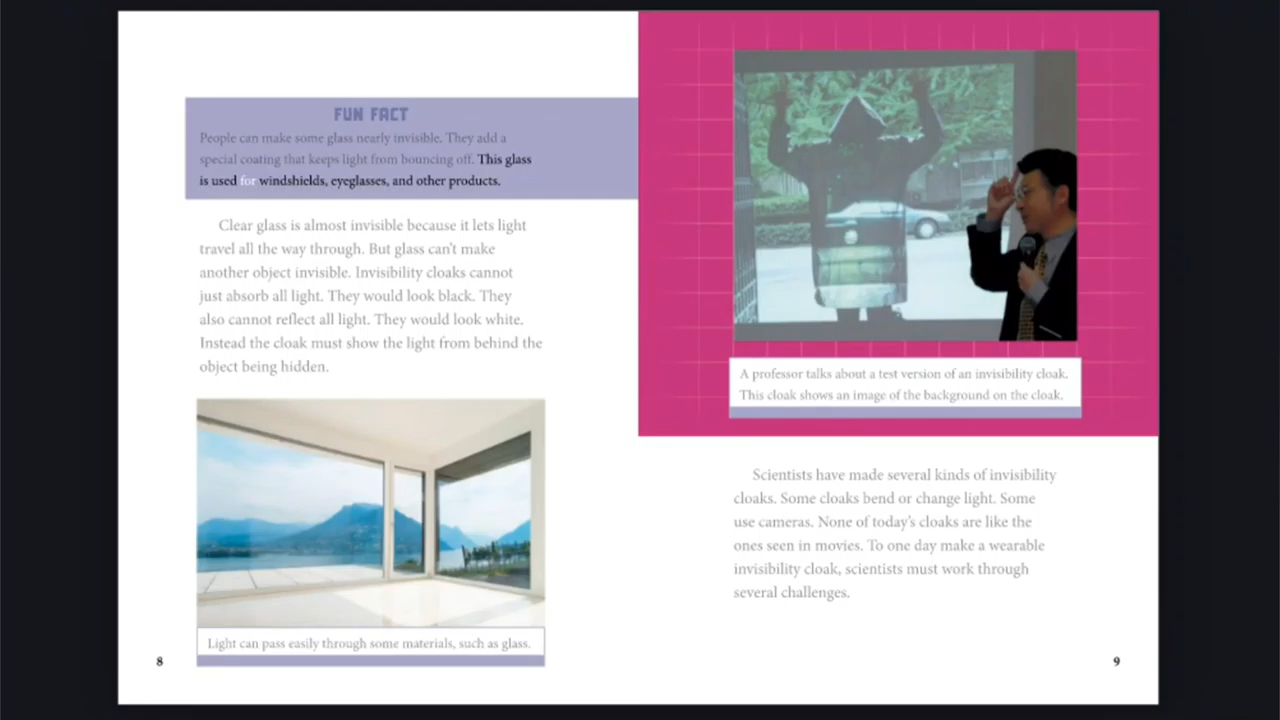 FUN FACT
People can make some glass nearly invisible. They add a
special coating that keeps light from bouncing off. This glass
is used for windshields, eyeglasses, and other products.
Clear glass is almost invisible because it lets light
travel all the way through. But glass can't make
another object invisible. Invisibility cloaks cannot
just absorb all light. They would look black. They
also cannot reflect all light. They would look white.
Instead the cloak must show the light from behind the
object being hidden.
Light can pass easily through some materials, such as glass.
8
A professor talks about a test version of an invisibility cloak.
This cloak shows an image of the background on the cloak.
Scientists have made several kinds of invisibility
cloaks. Some cloaks bend or change light. Some
use cameras. None of today's cloaks are like the
ones seen in movies. To one day make a wearable
invisibility cloak, scientists must work through
several challenges.
9